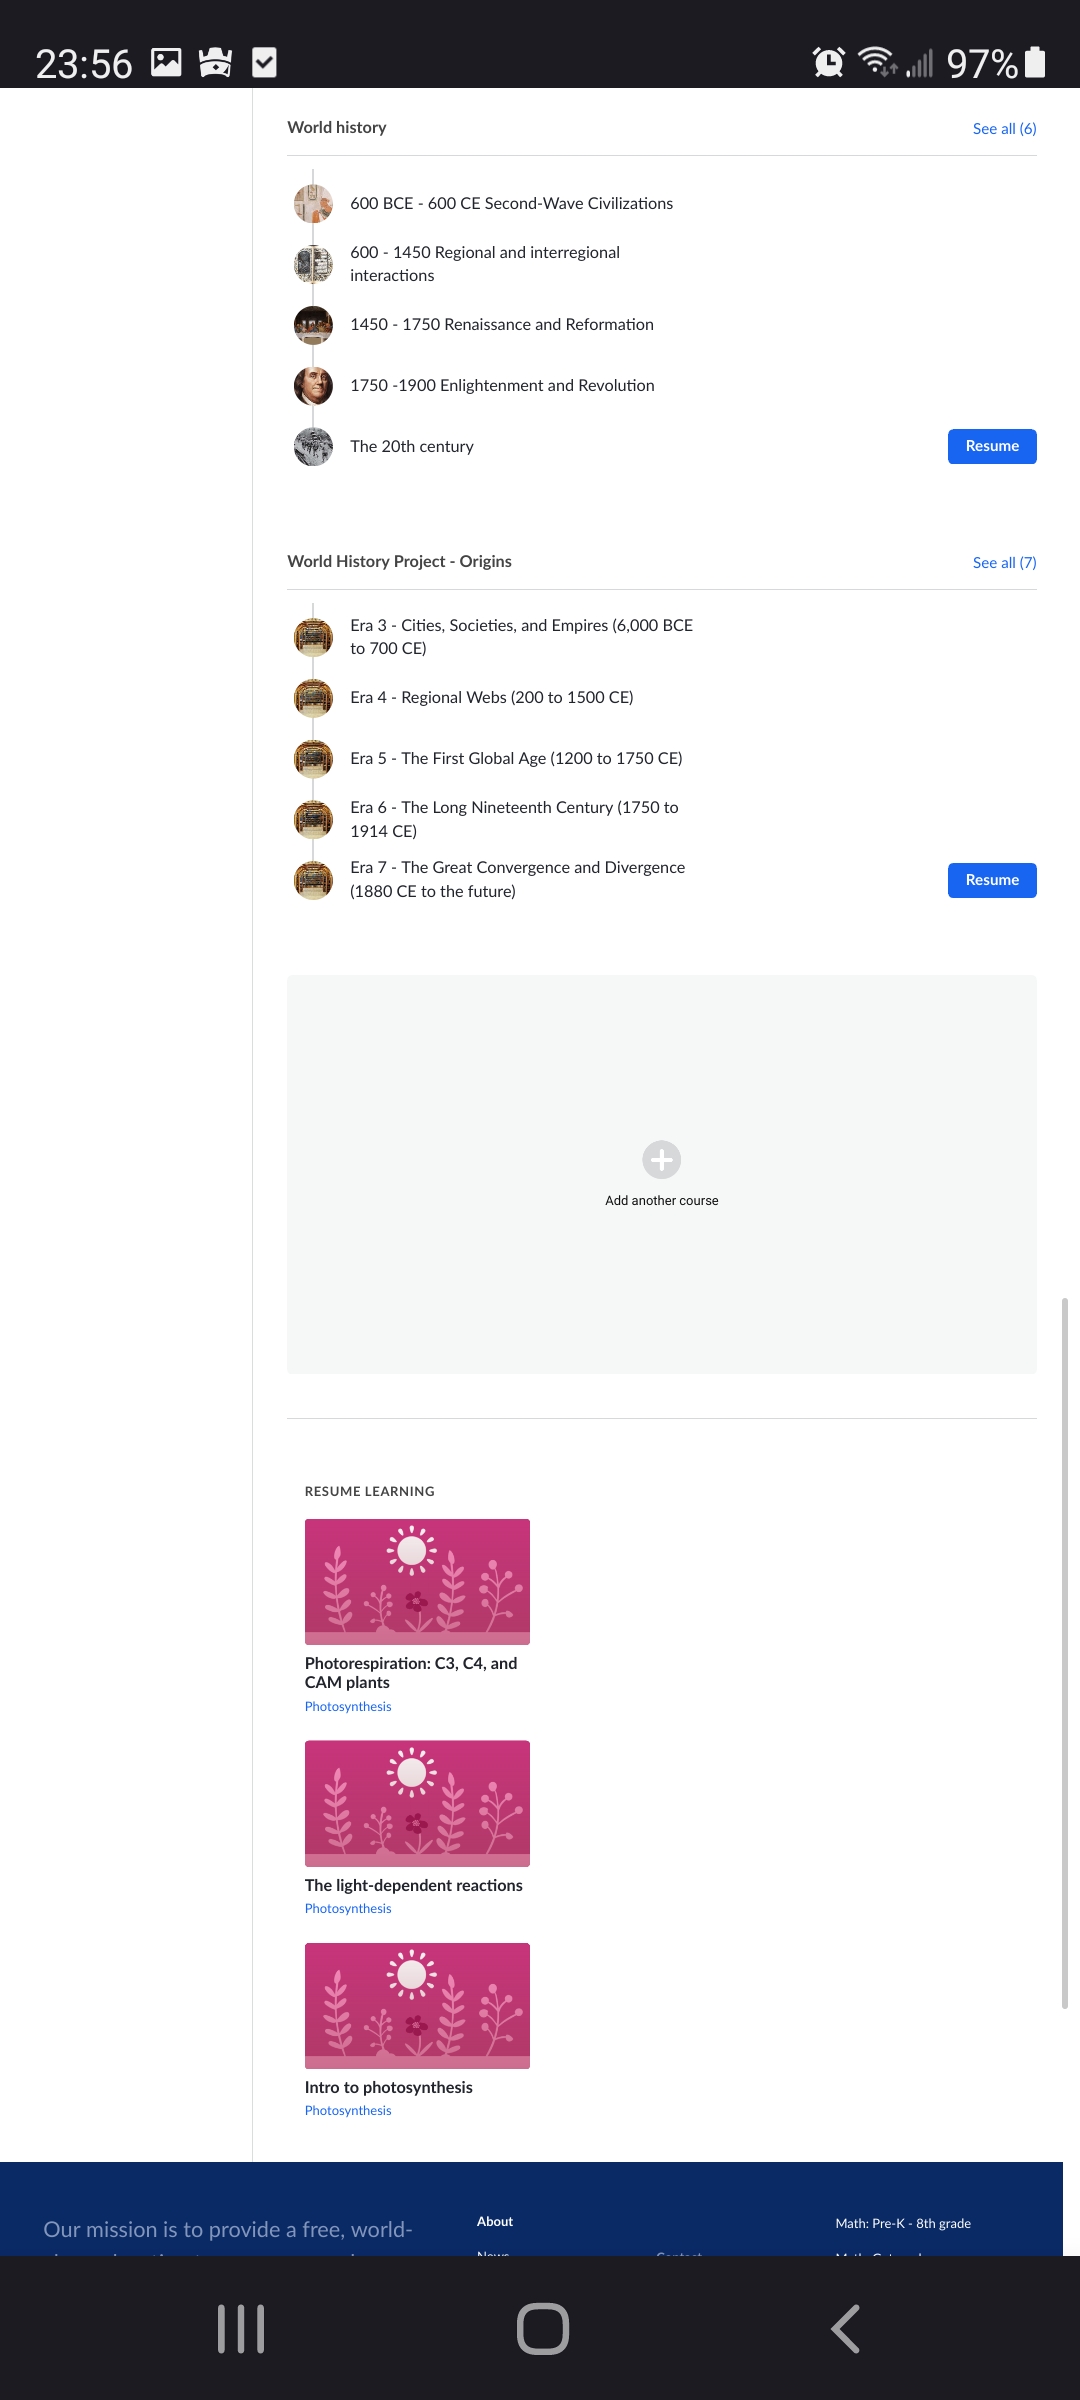 23:56
97%
World history
See all (6)
600 BCE - 600 CE Second-Wave Civilizations
600 - 1450 Regional and interregional
interactions
1450 - 1750 Renaissance and Reformation
1750 -1900 Enlightenment and Revolution
The 20th century
Resume
World History Project - Origins
See all (7)
Era 3 - Cities, Societies, and Empires (6,000 BCE
to 700 CE)
Era 4 - Regional Webs (200 to 1500 CE)
Era 5 - The First Global Age (1200 to 1750 CE)
Era 6 - The Long Nineteenth Century (1750 to
1914 CE)
Era 7 - The Great Convergence and Divergence
(1880 CE to the future)
Resume
Add another course
RESUME LEARNING
Photorespiration: C3, C4, and
CAM plants
Photosynthesis
The light-dependent reactions
Photosynthesis
Intro to photosynthesis
Photosynthesis
Our mission is to provide a free, world-
About
Math: Pre-K - 8th grade